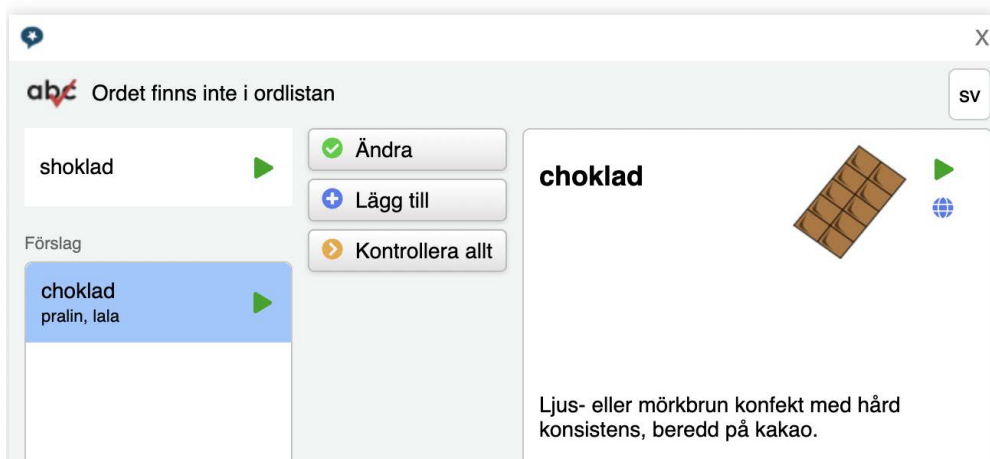 X
abc Ordet finns inte i ordlistan
sv
shoklad
Ändra
Lägg till
Kontrollera allt
Förslag
choklad
pralin, lala
choklad
Ljus- eller mörkbrun konfekt med hård
konsistens, beredd på kakao.